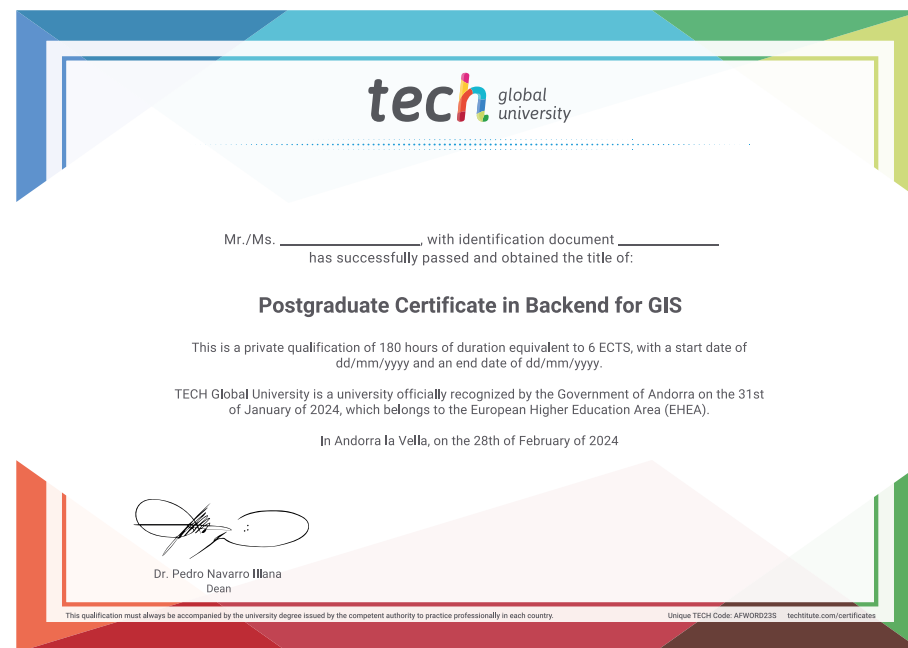 tech global university
Mr./Ms. ____________________, with identification document ______________
has successfully passed and obtained the title of:
Postgraduate Certificate in Backend for GIS
This is a private qualification of 180 hours of duration equivalent to 6 ECTS, with a start date of
dd/mm/yyyy and an end date of dd/mm/yyyy.
TECH Global University is a university officially recognized by the Government of Andorra on the 31st
of January of 2024, which belongs to the European Higher Education Area (EHEA).
In Andorra la Vella, on the 28th of February of 2024
Dr. Pedro Navarro Illana
Dean
This qualification must always be accompanied by the university degree issued by the competent authority to practice professionally in each country. Unique TECH Code: AFWORD23S techtitute.com/certificates